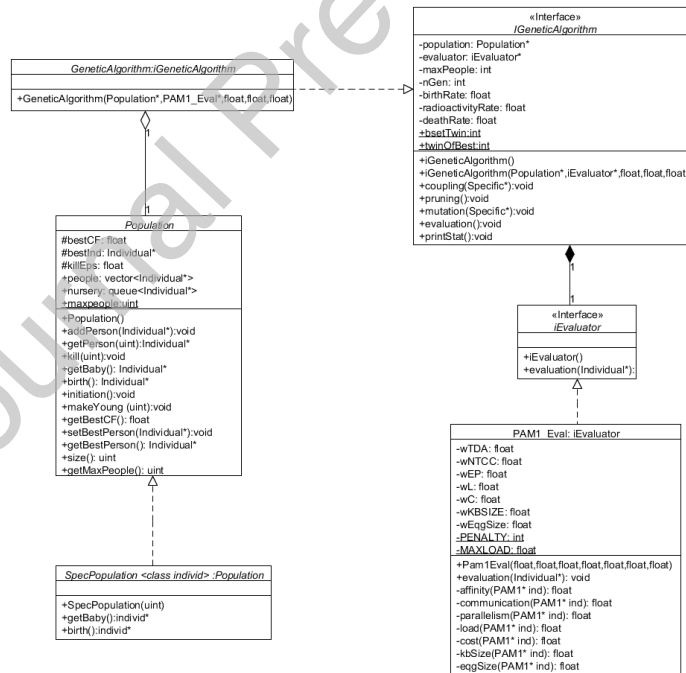 Journal Pre
«Interface»
IGeneticAlgorithm
-population: Population*
-evaluator: iEvaluator*
-maxPeople: int
-nGen: int
-birthRate: float
-radioactivityRate: float
-deathRate: float
+bsetTwin:int
+twinOfBest:int
+iGeneticAlgorithm()
+iGeneticAlgorithm(Population*,iEvaluator*,float,float,float
+coupling(Specific*):void
+pruning():void
+mutation(Specific*):void
+evaluation():void
+printStat():void
GeneticAlgorithm:iGeneticAlgorithm
+GeneticAlgorithm(Population*,PAM1_Eval*,float,float,float)
1
1
Population
#bestCF: float
#bestInd: Individual*
#killEps: float
+people: vector<Individual*>
+nursery: queue<Individual*>
+maxpeople:uint
+Population()
+addPerson(Individual*):void
+getPerson(uint):Individual*
+kill(uint):void
+getBaby(): Individual*
+birth(): Individual*
+initiation():void
+makeYoung (uint):void
+getBestCF(): float
+setBestPerson(Individual*):void
+getBestPerson(): Individual*
+size(): uint
+getMaxPeople(): uint
SpecPopulation <class individ> :Population
+SpecPopulation(uint)
+getBaby():individ*
+birth():individ*
1
1
«Interface»
iEvaluator
+iEvaluator()
+evaluation(Individual*):
PAM1_Eval: iEvaluator
-wTDA: float
-wNTCC: float
-wEP: float
-wL: float
-wC: float
-wKBSIZE: float
-wEqgSize: float
-PENALTY: int
-MAXLOAD: float
+Pam1Eval(float,float,float,float,float,float,float)
+evaluation(Individual*): void
-affinity(PAM1* ind): float
-communication(PAM1* ind): float
-parallelism(PAM1* ind): float
-load(PAM1* ind): float
-cost(PAM1* ind): float
-kbSize(PAM1* ind): float
-eqgSize(PAM1* ind): float